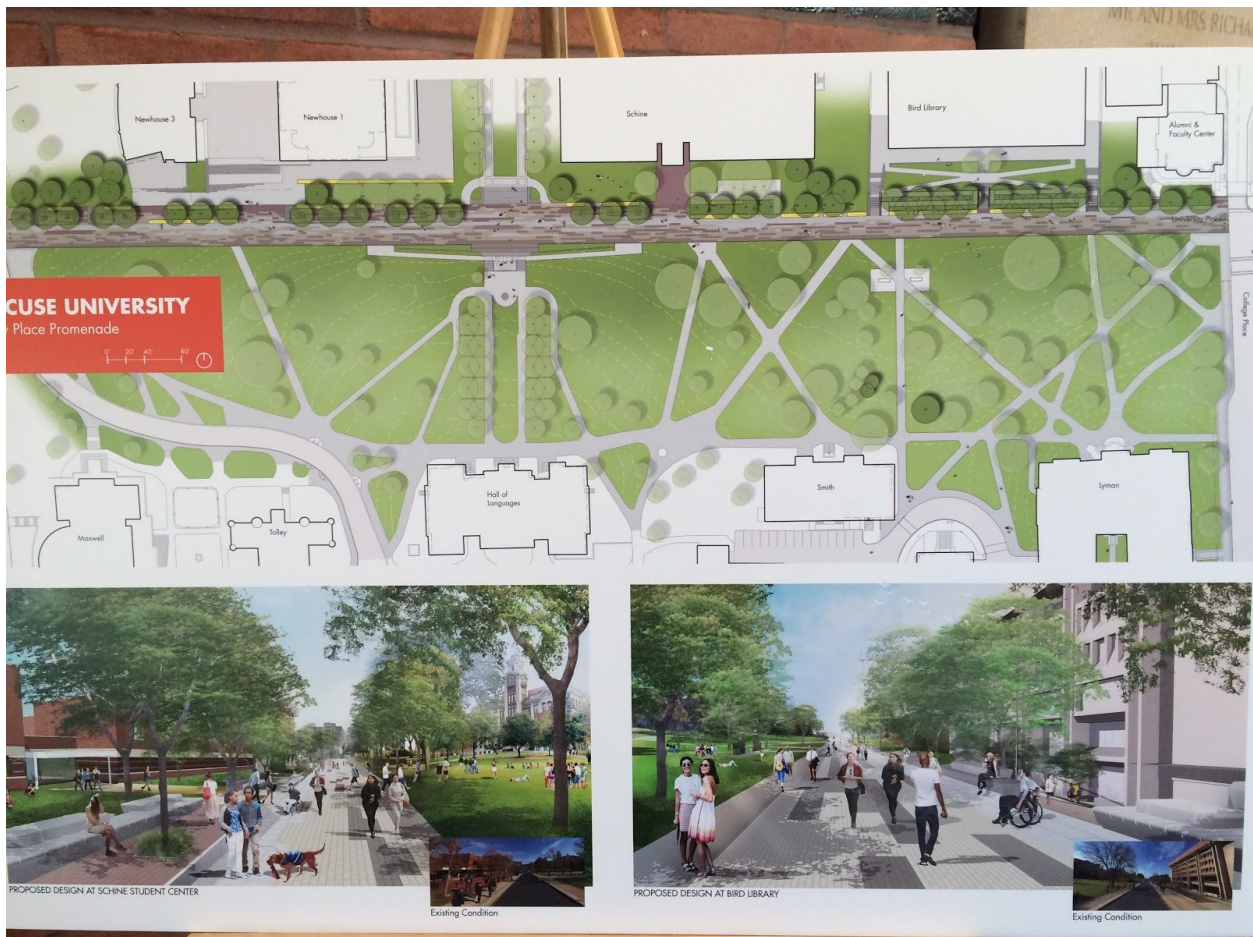 MR AND MRS RICHA
Newhouse 3
Newhouse 1
Schine
Bird Library
Alumni &
Faculty Center
University Place
College Place
CUSE UNIVERSITY
y Place Promenade
0' 20' 40' 80'
Maxwell
Tolley
Hall of
Languages
Smith
Lyman
PROPOSED DESIGN AT SCHINE STUDENT CENTER
Existing Condition
PROPOSED DESIGN AT BIRD LIBRARY
Existing Condition